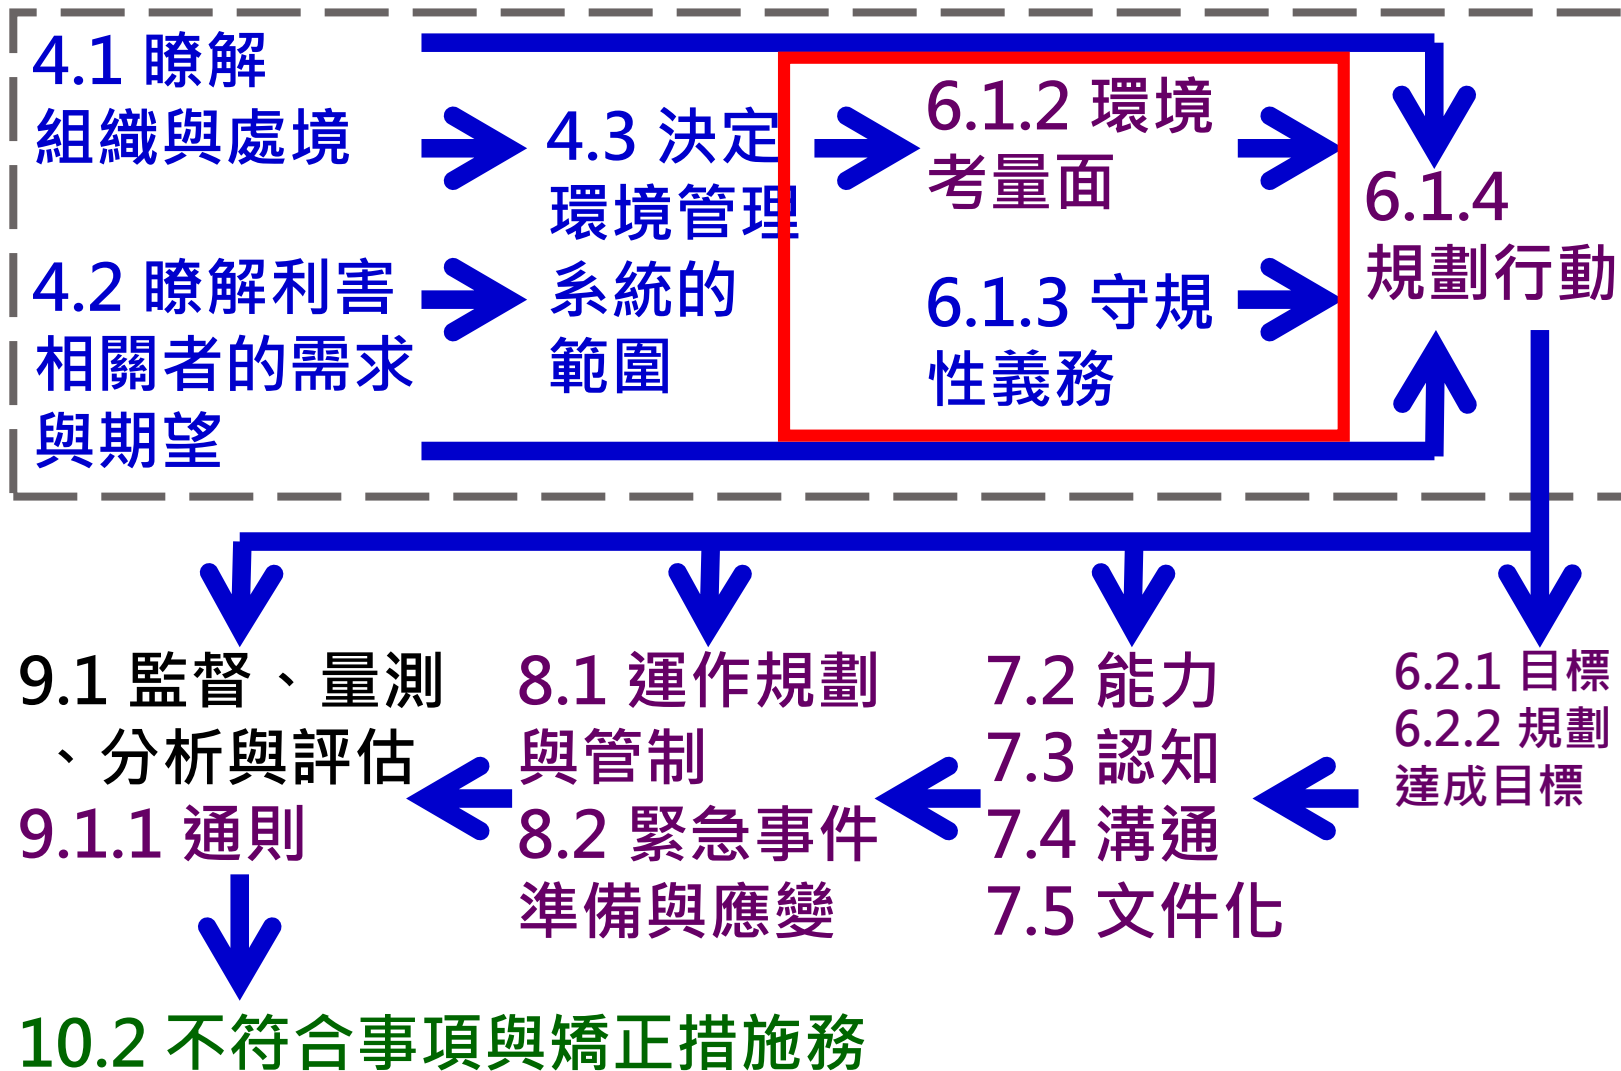 4.1 瞭解
組織與處境
4.2 瞭解利害
相關者的需求
與期望
4.3 決定
環境管理
系統的
範圍
6.1.2 環境
考量面
6.1.3 守規
性義務
6.1.4
規劃行動
9.1 監督、量測
、分析與評估
9.1.1 通則
8.1 運作規劃
與管制
8.2 緊急事件
準備與應變
7.2 能力
7.3 認知
7.4 溝通
7.5 文件化
6.2.1 目標
6.2.2 規劃
達成目標
10.2 不符合事項與矯正措施務